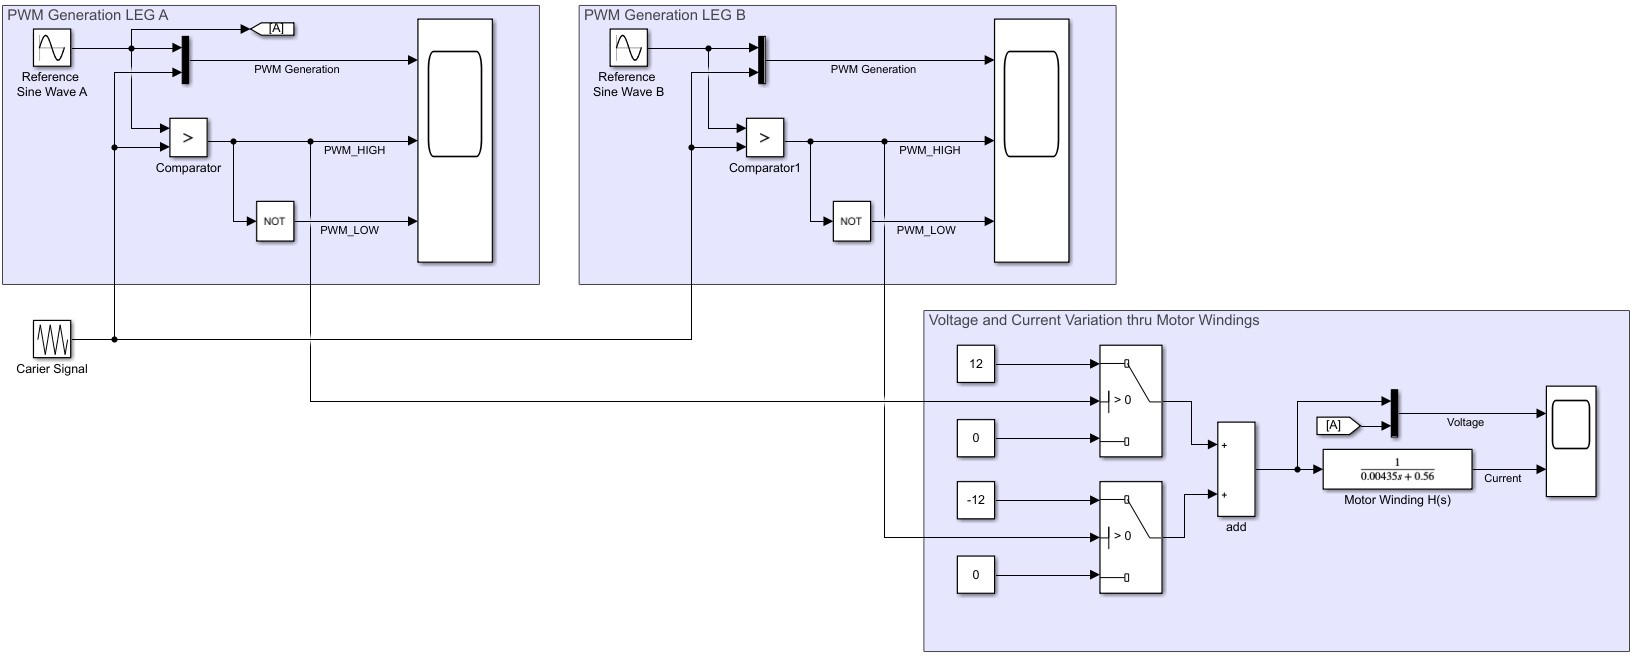 PWM Generation LEG A
[A]
Reference
Sine Wave A
PWM Generation
>
Comparator
PWM_HIGH
NOT
PWM_LOW
PWM Generation LEG B
Reference
Sine Wave B
PWM Generation
>
Comparator1
PWM_HIGH
NOT
PWM_LOW
Carier Signal
Voltage and Current Variation thru Motor Windings
12
> 0
0
-12
> 0
0
+
+
add
[A]
Voltage
1
0.00435s + 0.56
Motor Winding H(s)
Current